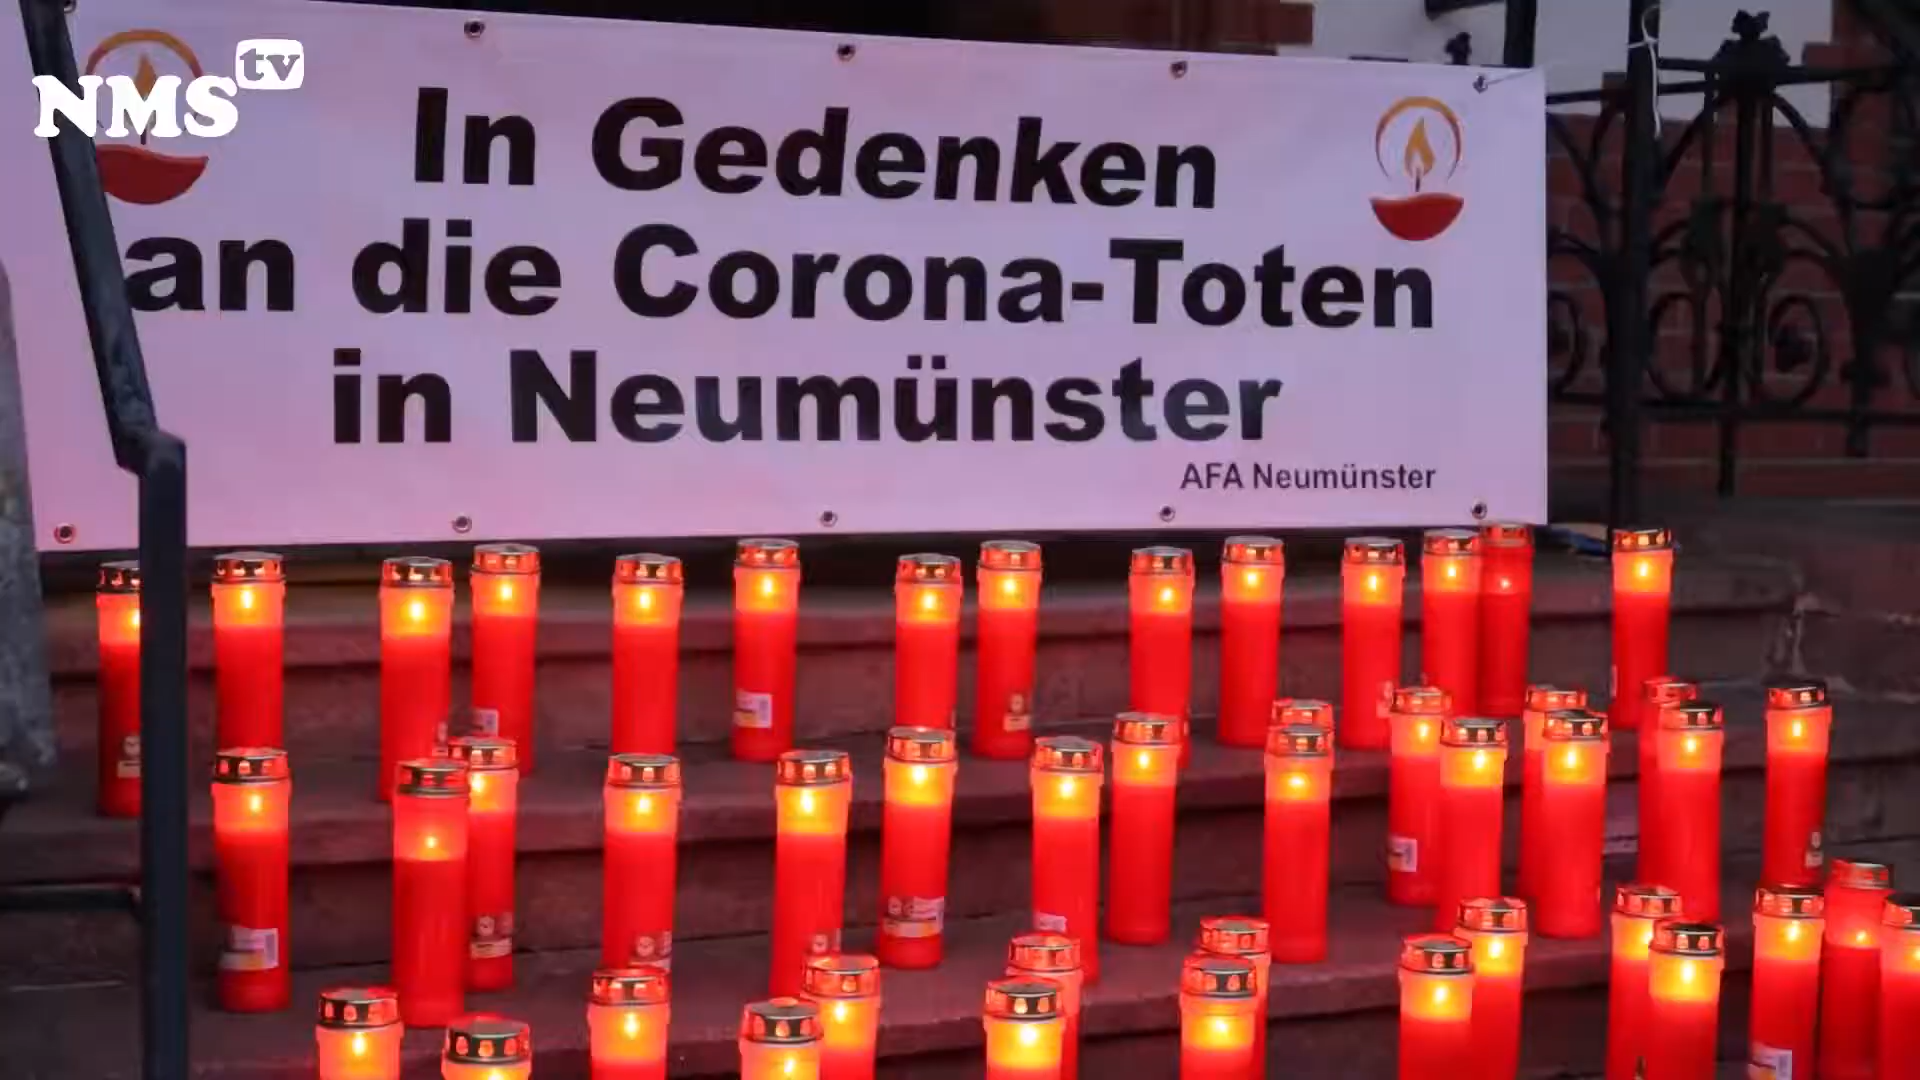 NMS tv
In Gedenken
an die Corona-Toten
in Neumünster
AFA Neumünster